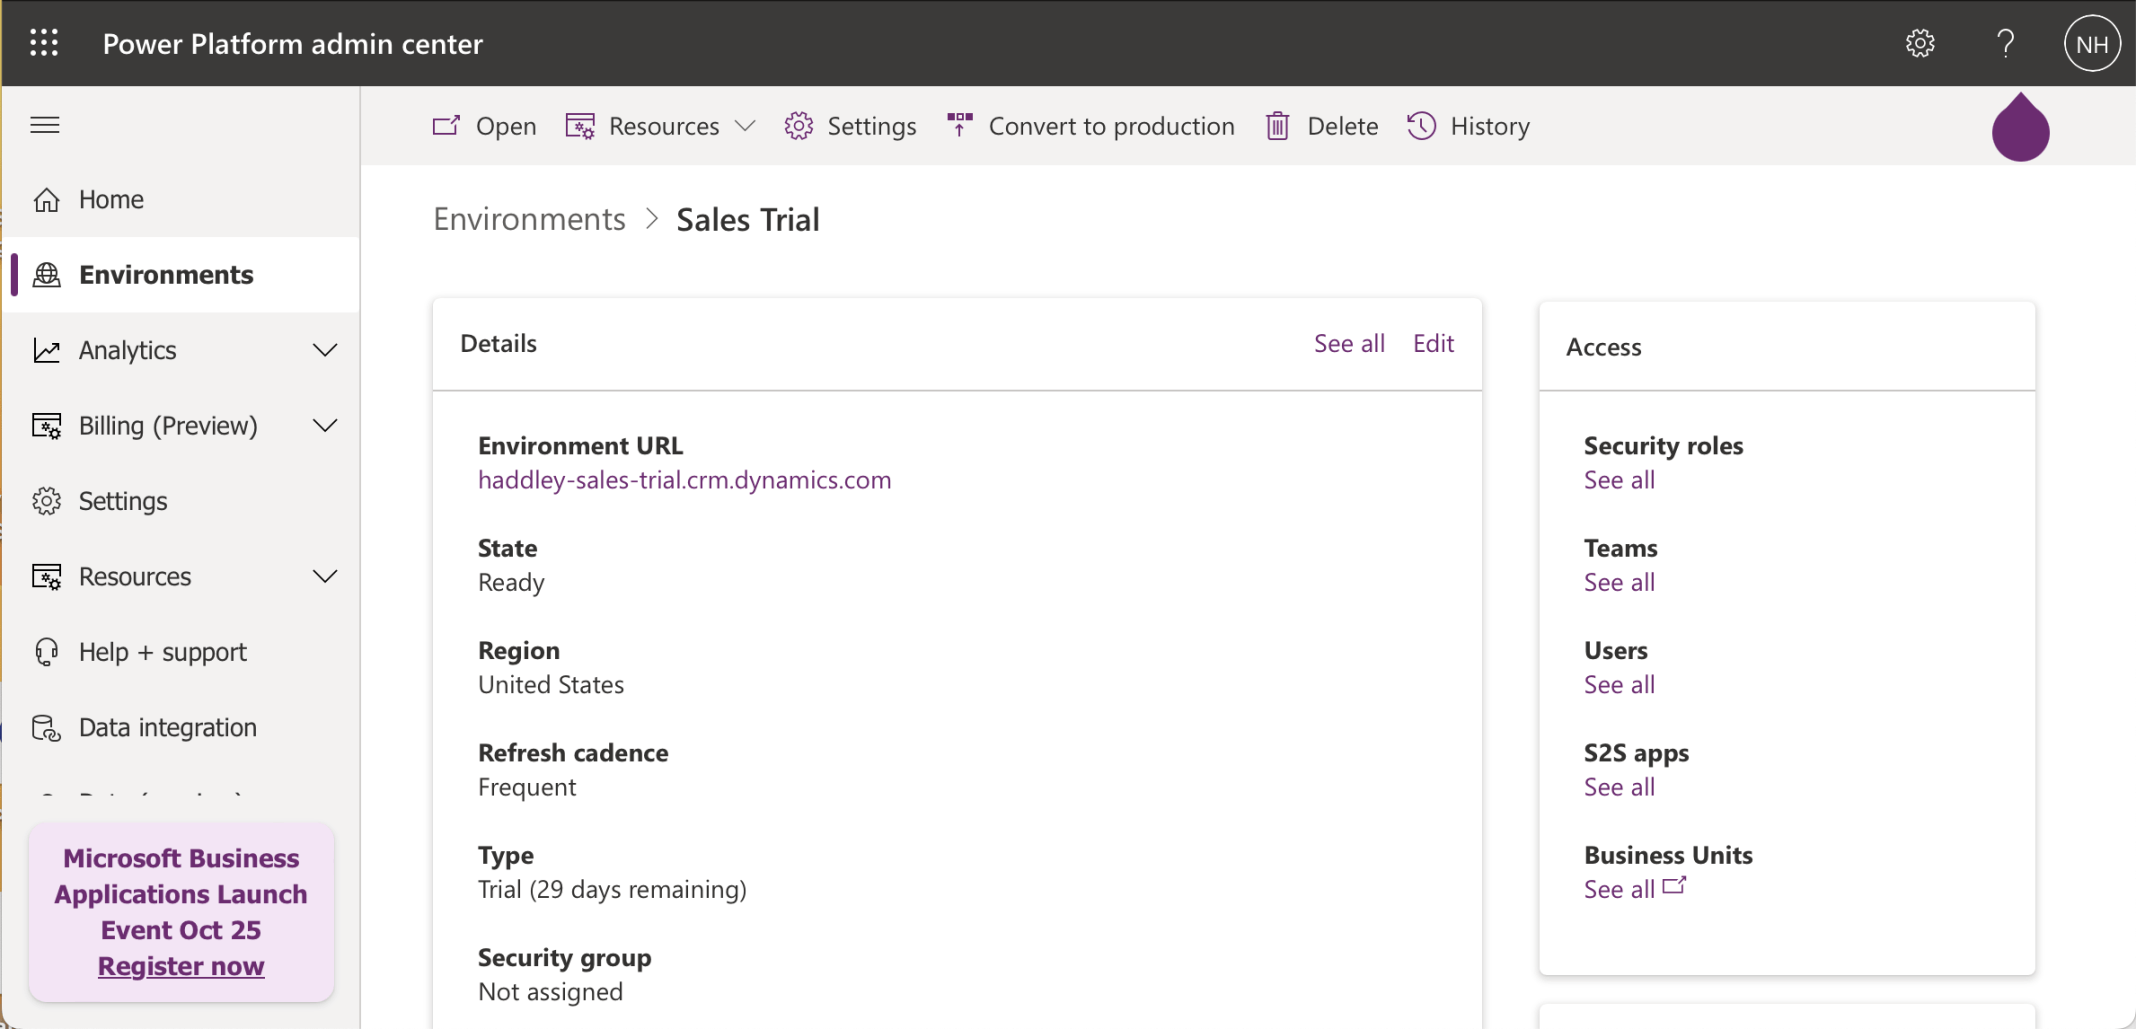 Power Platform admin center
NH
Open
Resources
Settings
Convert to production
Delete
History
Home
Environments
Analytics
Billing (Preview)
Settings
Resources
Help + support
Data integration
Microsoft Business
Applications Launch
Event Oct 25
Register now
Environments > Sales Trial
Details
See all
Edit
Environment URL
haddley-sales-trial.crm.dynamics.com
State
Ready
Region
United States
Refresh cadence
Frequent
Type
Trial (29 days remaining)
Security group
Not assigned
Access
Security roles
See all
Teams
See all
Users
See all
S2S apps
See all
Business Units
See all